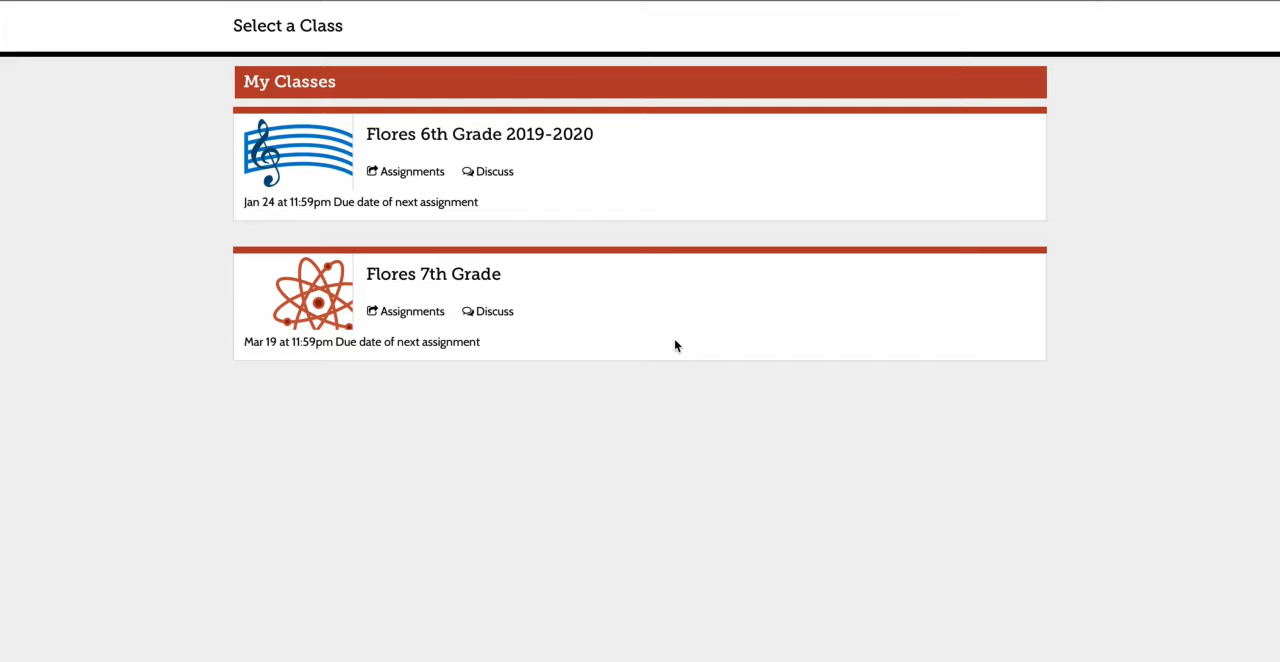 Select a Class
My Classes
Flores 6th Grade 2019-2020
Assignments Discuss
Jan 24 at 11:59pm Due date of next assignment
Flores 7th Grade
Assignments Discuss
Mar 19 at 11:59pm Due date of next assignment